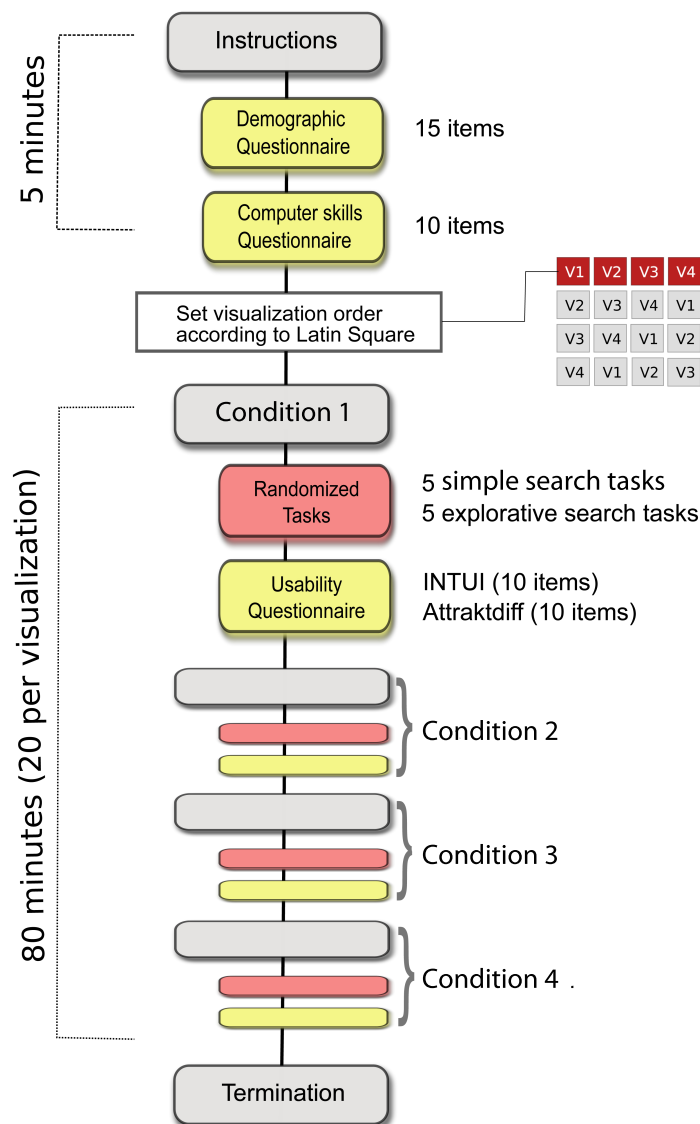 Instructions
5 minutes
Demographic
Questionnaire
15 items
Computer skills
Questionnaire
10 items
Set visualization order
according to Latin Square
V1 V2 V3 V4
V2 V3 V4 V1
V3 V4 V1 V2
V4 V1 V2 V3
80 minutes (20 per visualization)
Condition 1
Randomized
Tasks
5 simple search tasks
5 explorative search tasks
Usability
Questionnaire
INTUI (10 items)
Attraktdiff (10 items)
Condition 2
Condition 3
Condition 4 .
Termination